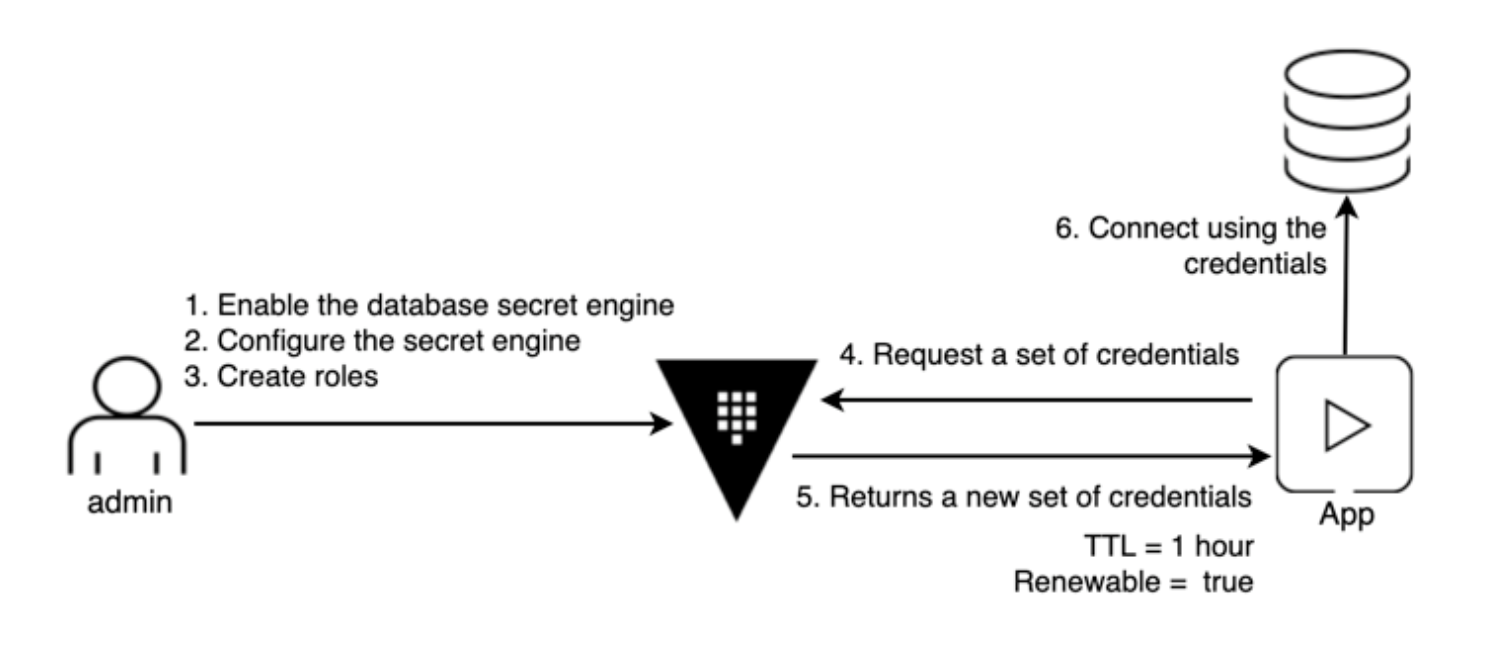 6. Connect using the
credentials
1. Enable the database secret engine
2. Configure the secret engine
3. Create roles
4. Request a set of credentials
admin
5. Returns a new set of credentials
App
TTL = 1 hour
Renewable = true